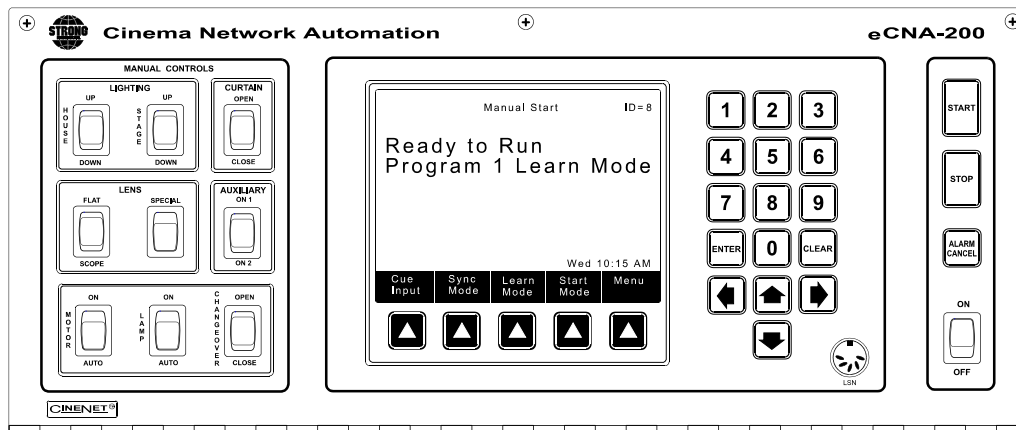 STRONG
Cinema Network Automation
eCNA-200
MANUAL CONTROLS
LIGHTING
HOUSE
UP
DOWN
STAGE
UP
DOWN
CURTAIN
OPEN
CLOSE
LENS
FLAT
SCOPE
SPECIAL
AUXILIARY
ON 1
ON 2
MOTOR
ON
AUTO
LAMP
ON
AUTO
CHANGEOVER
OPEN
CLOSE
CINENET®
Manual Start ID=8
Ready to Run
Program 1 Learn Mode
Wed 10:15 AM
Cue Input
Sync Mode
Learn Mode
Start Mode
Menu
1 2 3
4 5 6
7 8 9
ENTER 0 CLEAR
LSN
START
STOP
ALARM
CANCEL
ON
OFF